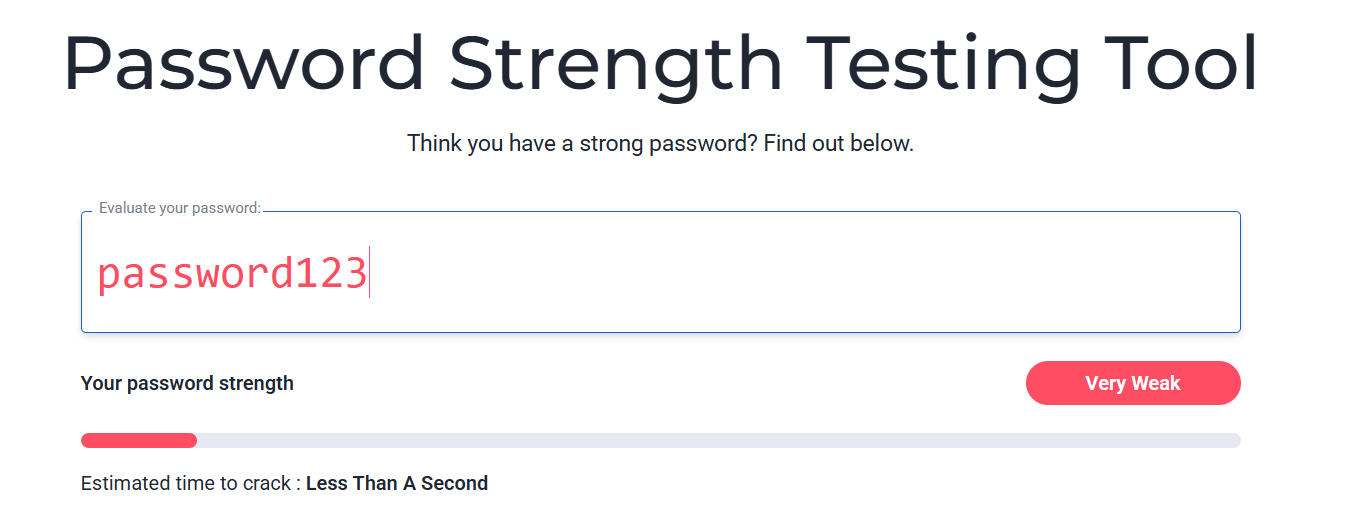 Password Strength Testing Tool
Think you have a strong password? Find out below.
Evaluate your password:
password123
Your password strength
Very Weak
Estimated time to crack : Less Than A Second